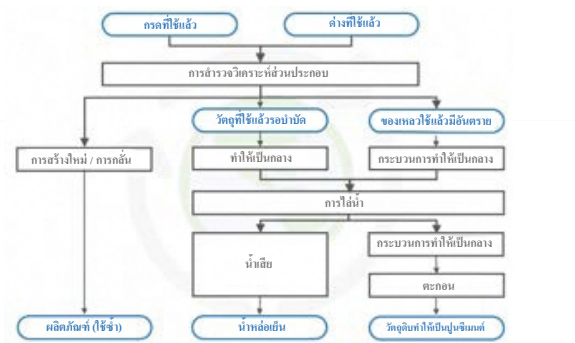 กรดที่ใช้แล้ว
ด่างที่ใช้แล้ว
การสำรวจวิเคราะห์ส่วนประกอบ
วัตถุที่ใช้แล้วรอบำบัด
ของเหลวใช้แล้วมีอันตราย
การสร้างใหม่ / การกลั่น
ทำให้เป็นกลาง
กระบวนการทำให้เป็นกลาง
การไล่น้ำ
น้ำเสีย
กระบวนการทำให้เป็นกลาง
ตะกอน
ผลิตภัณฑ์ (ใช้ซ้ำ)
น้ำหล่อเย็น
วัตถุดิบทำให้เป็นปูนซีเมนต์